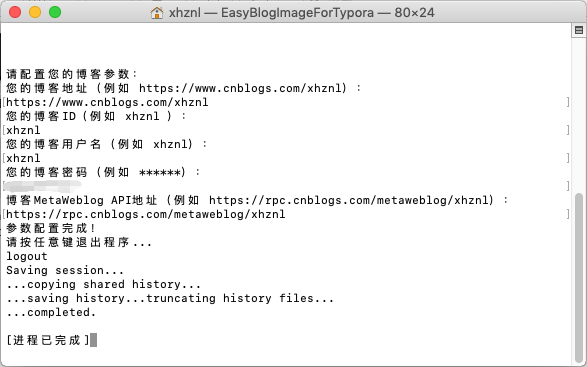 xhznl — EasyBlogImageForTypora — 80×24
请配置您的博客参数：
您的博客地址（例如 https://www.cnblogs.com/xhznl）：
https://www.cnblogs.com/xhznl
您的博客ID（例如 xhznl ）：
xhznl
您的博客用户名（例如 xhznl）：
xhznl
您的博客密码（例如 ******）：
博客MetaWeblog API地址（例如 https://rpc.cnblogs.com/metaweblog/xhznl）：
https://rpc.cnblogs.com/metaweblog/xhznl
参数配置完成！
请按任意键退出程序...
logout
Saving session...
...copying shared history...
...saving history...truncating history files...
...completed.
[进程已完成]